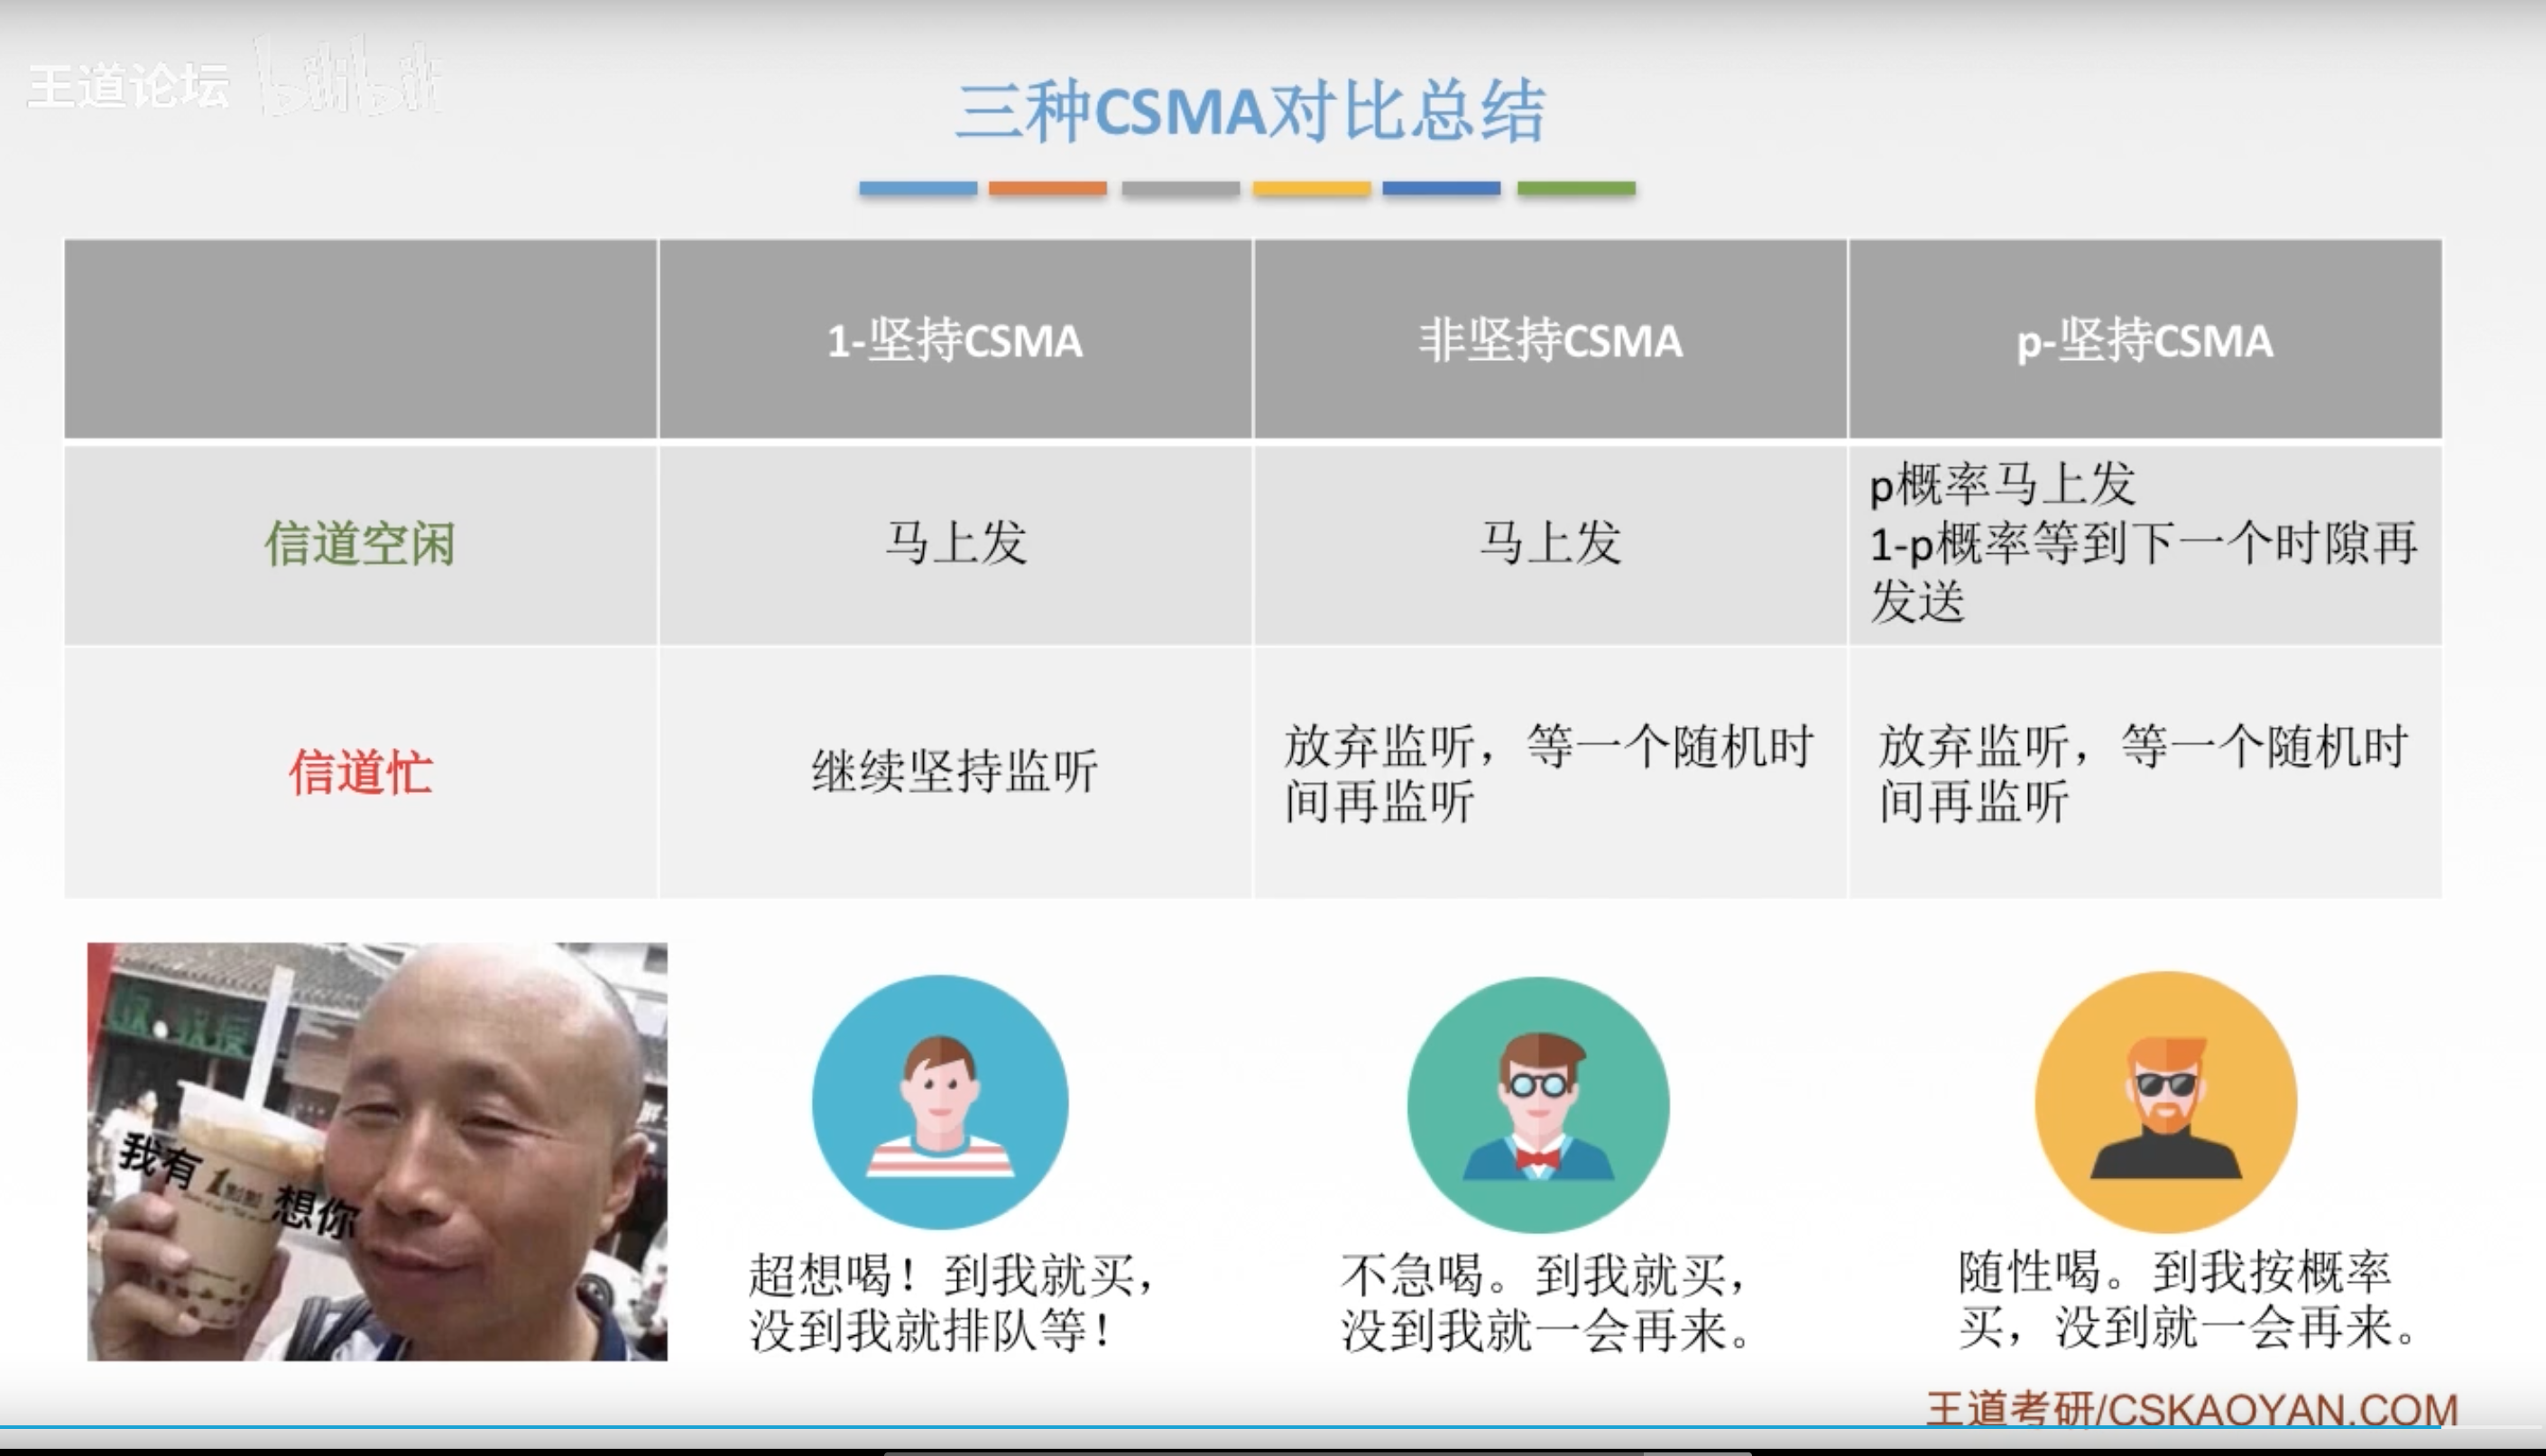 王道论坛 bilibili
三种CSMA对比总结
1-坚持CSMA
非坚持CSMA
p-坚持CSMA
信道空闲
马上发
马上发
p概率马上发
1-p概率等到下一个时隙再
发送
信道忙
继续坚持监听
放弃监听，等一个随机时
间再监听
放弃监听，等一个随机时
间再监听
我有
1點點
想你
超想喝！到我就买，
没到我就排队等！
不急喝。到我就买，
没到我就一会再来。
随性喝。到我按概率
买，没到就一会再来。
王道考研/CSKAOYAN.COM